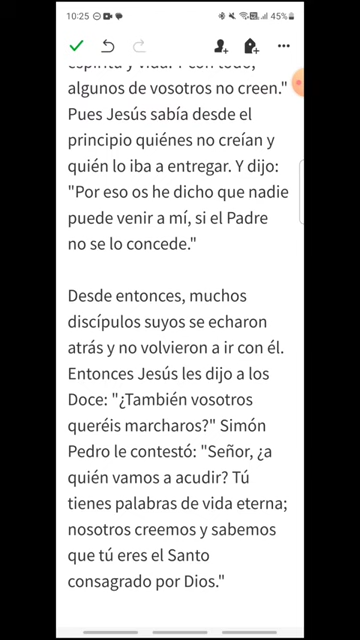 10:25
45%
espíritu y vida. Y con todo,
algunos de vosotros no creen."
Pues Jesús sabía desde el
principio quiénes no creían y
quién lo iba a entregar. Y dijo:
"Por eso os he dicho que nadie
puede venir a mí, si el Padre
no se lo concede."
Desde entonces, muchos
discípulos suyos se echaron
atrás y no volvieron a ir con él.
Entonces Jesús les dijo a los
Doce: "¿También vosotros
queréis marcharos?" Simón
Pedro le contestó: "Señor, ¿a
quién vamos a acudir? Tú
tienes palabras de vida eterna;
nosotros creemos y sabemos
que tú eres el Santo
consagrado por Dios."